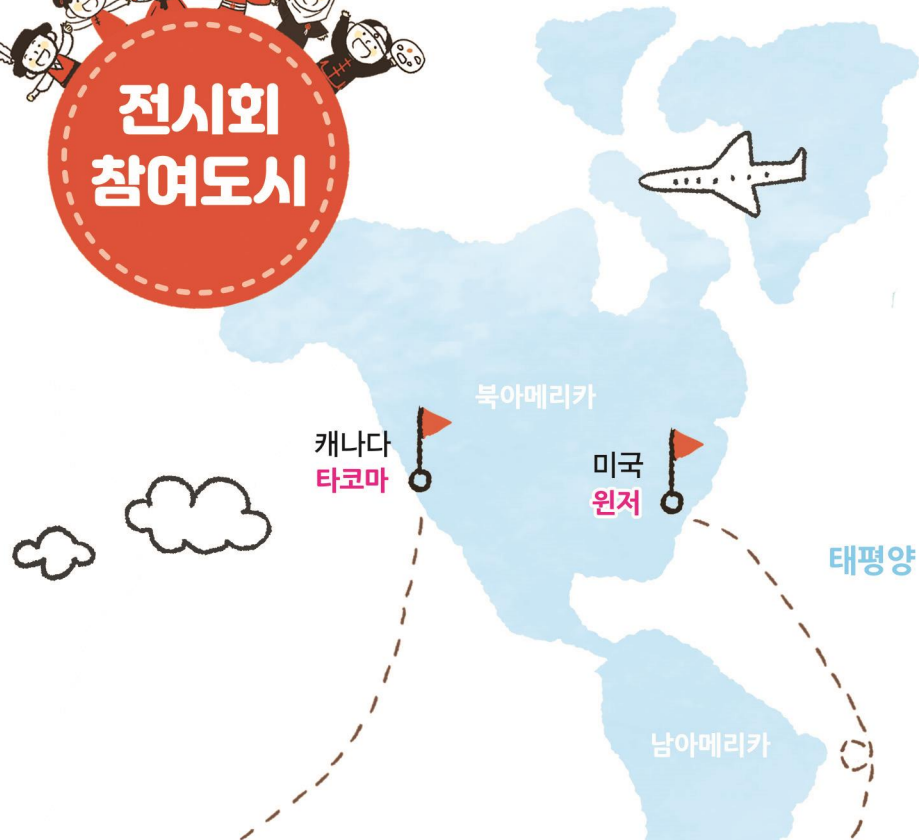 전시회
참여도시
북아메리카
캐나다
타코마
미국
윈저
태평양
남아메리카